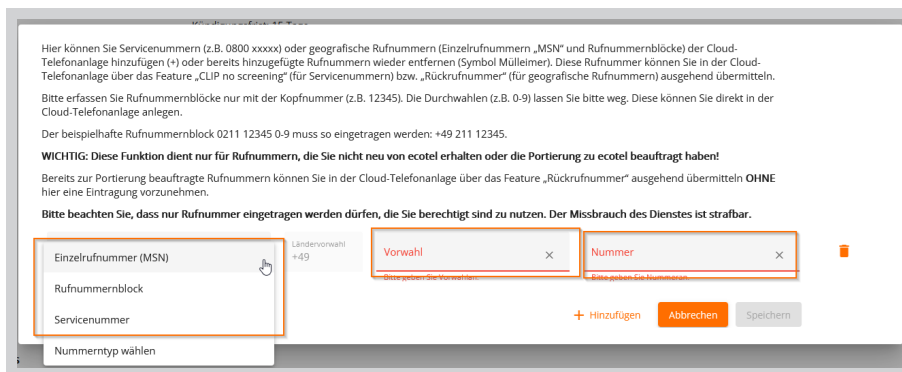 Kündigungsfrist: 15 Tage
Hier können Sie Servicenummern (z.B. 0800 xxxxx) oder geografische Rufnummern (Einzelrufnummern „MSN“ und Rufnummernblöcke) der Cloud-
Telefonanlage hinzufügen (+) oder bereits hinzugefügte Rufnummern wieder entfernen (Symbol Mülleimer). Diese Rufnummer können Sie in der Cloud-
Telefonanlage über das Feature „CLIP no screening“ (für Servicenummern) bzw. „Rückrufnummer“ (für geografische Rufnummern) ausgehend übermitteln.
Bitte erfassen Sie Rufnummernblöcke nur mit der Kopfnummer (z.B. 12345). Die Durchwahlen (z.B. 0-9) lassen Sie bitte weg. Diese können Sie direkt in der
Cloud-Telefonanlage anlegen.
Der beispielhafte Rufnummernblock 0211 12345 0-9 muss so eingetragen werden: +49 211 12345.
WICHTIG: Diese Funktion dient nur für Rufnummern, die Sie nicht neu von ecotel erhalten oder die Portierung zu ecotel beauftragt haben!
Bereits zur Portierung beauftragte Rufnummern können Sie in der Cloud-Telefonanlage über das Feature „Rückrufnummer“ ausgehend übermitteln OHNE
hier eine Eintragung vorzunehmen.
Bitte beachten Sie, dass nur Rufnummer eingetragen werden dürfen, die Sie berechtigt sind zu nutzen. Der Missbrauch des Dienstes ist strafbar.
Einzelrufnummer (MSN)
Rufnummernblock
Servicenummer
Nummerntyp wählen
Ländervorwahl
+49
Vorwahl
Bitte geben Sie Vorwahlan.
Nummer
Bitte geben Sie Nummeran.
+ Hinzufügen
Abbrechen
Speichern